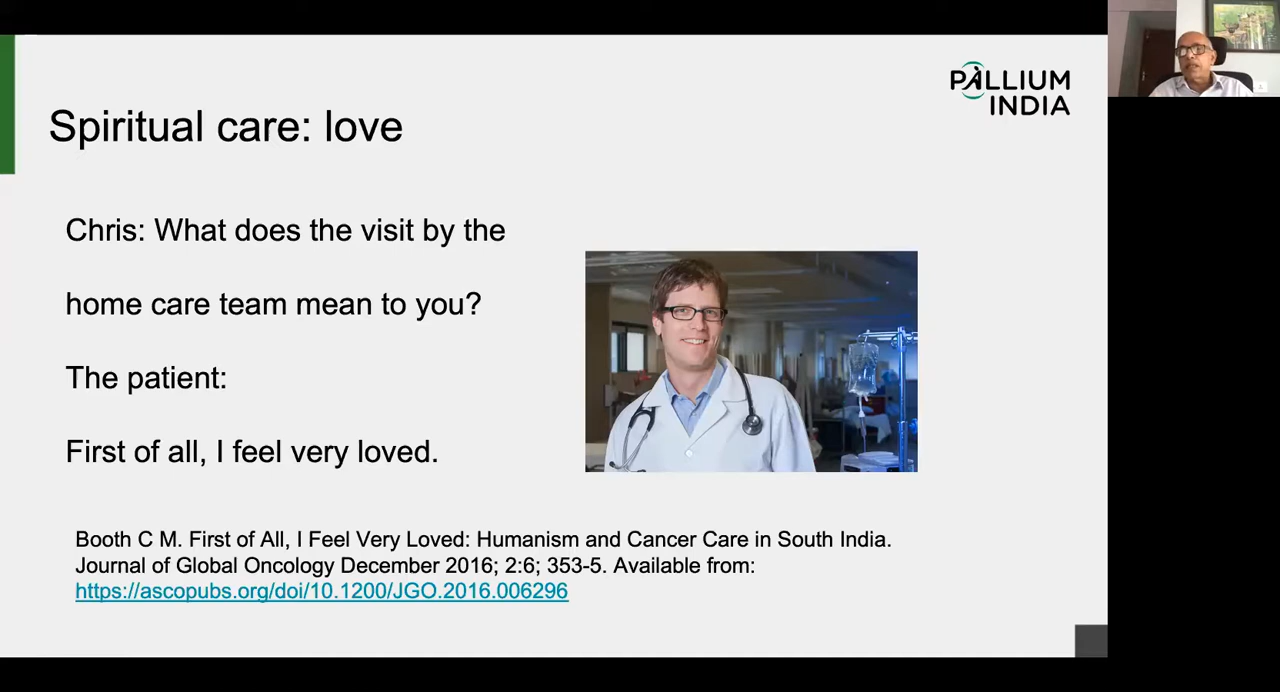 PALLIUM
INDIA
Spiritual care: love
Chris: What does the visit by the
home care team mean to you?
The patient:
First of all, I feel very loved.
Booth C M. First of All, I Feel Very Loved: Humanism and Cancer Care in South India.
Journal of Global Oncology December 2016; 2:6; 353-5. Available from:
https://ascopubs.org/doi/10.1200/JGO.2016.006296